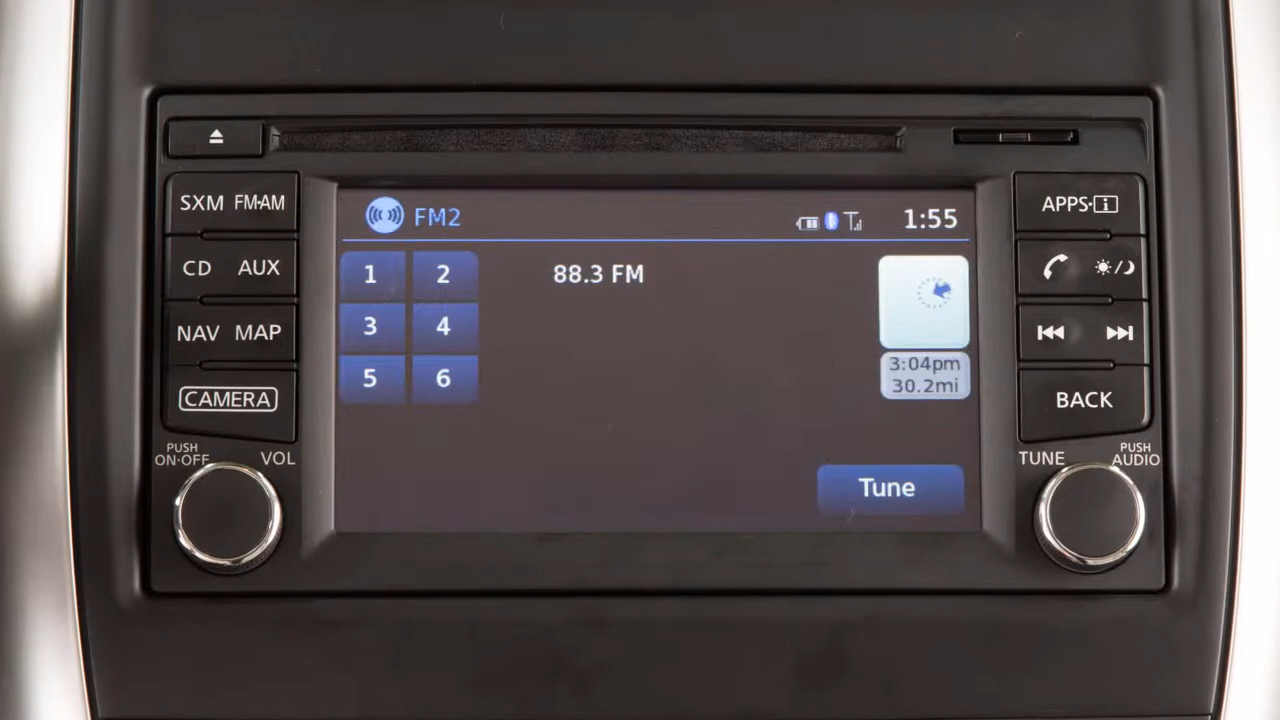 SXM FM·AM
CD AUX
NAV MAP
CAMERA
PUSH
ON·OFF VOL
FM2
1:55
1 2
3 4
5 6
88.3 FM
3:04pm
30.2mi
Tune
APPS·i
BACK
TUNE PUSH
AUDIO